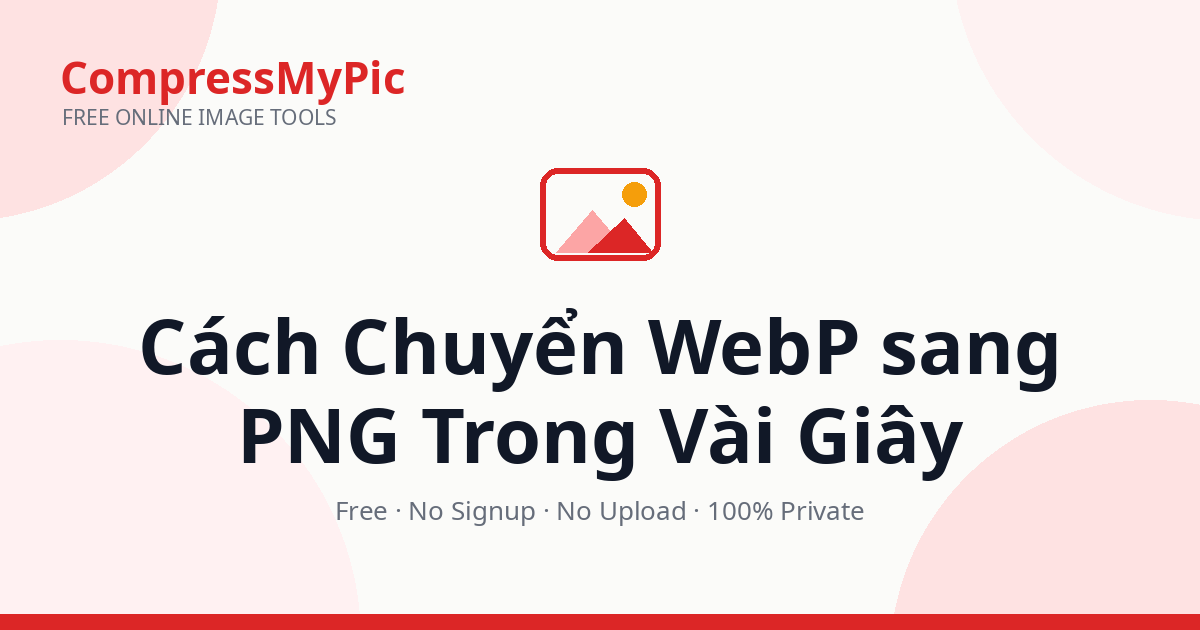 CompressMyPic
FREE ONLINE IMAGE TOOLS
Cách Chuyển WebP sang
PNG Trong Vài Giây
Free · No Signup · No Upload · 100% Private